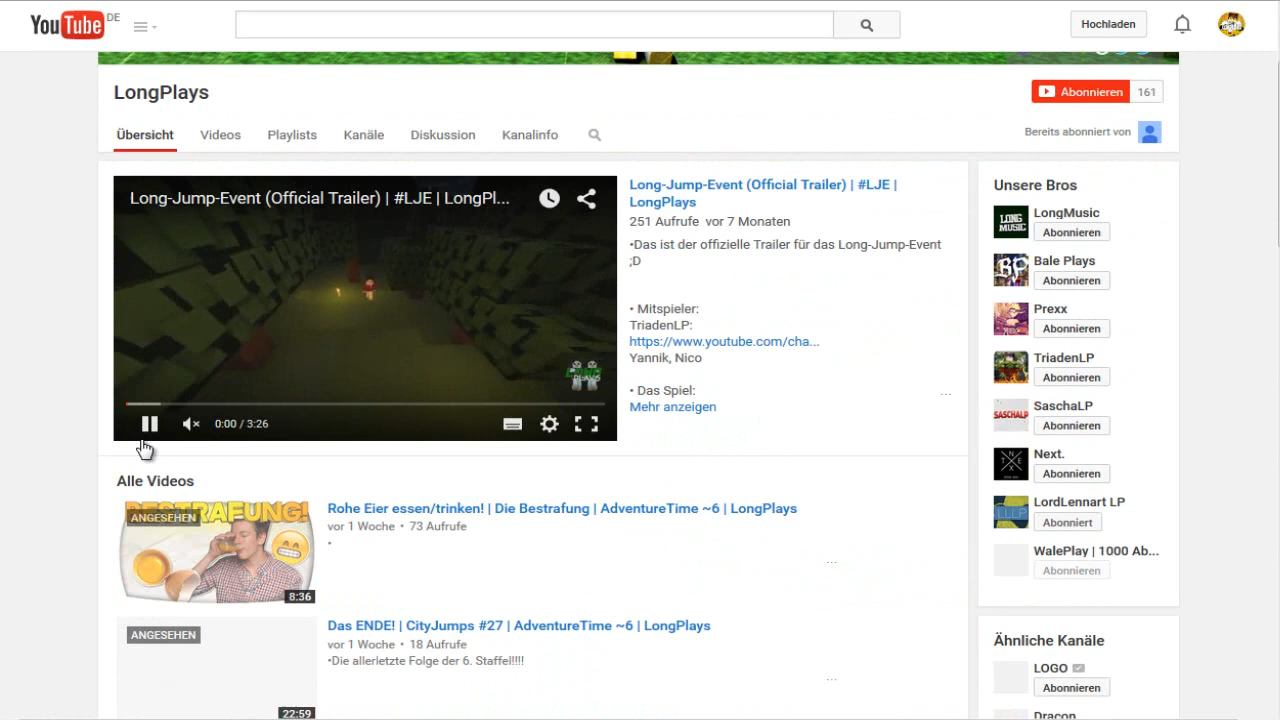 YouTube DE
Hochladen
LongPlays
Abonnieren 161
Übersicht Videos Playlists Kanäle Diskussion Kanalinfo
Bereits abonniert von
Long-Jump-Event (Official Trailer) | #LJE | LongPl...
0:00 / 3:26
Long-Jump-Event (Official Trailer) | #LJE |
LongPlays
251 Aufrufe vor 7 Monaten
•Das ist der offizielle Trailer für das Long-Jump-Event
;D
• Mitspieler:
TriadenLP:
https://www.youtube.com/cha...
Yannik, Nico
• Das Spiel:
...
Mehr anzeigen
Unsere Bros
LONG
MUSIC
LongMusic
Abonnieren
BP
Bale Plays
Abonnieren
Prexx
Abonnieren
TriadenLP
Abonnieren
SASCHALP
SaschaLP
Abonnieren
Next.
Abonnieren
LLLP
LordLennart LP
Abonniert
WalePlay | 1000 Ab...
Abonnieren
Ähnliche Kanäle
LOGO
Abonnieren
Dracon
Alle Videos
BESTRAFUNG!
ANGESEHEN
8:36
Rohe Eier essen/trinken! | Die Bestrafung | AdventureTime ~6 | LongPlays
vor 1 Woche • 73 Aufrufe
•
...
ANGESEHEN
22:59
Das ENDE! | CityJumps #27 | AdventureTime ~6 | LongPlays
vor 1 Woche • 18 Aufrufe
•Die allerletzte Folge der 6. Staffel!!!!
...